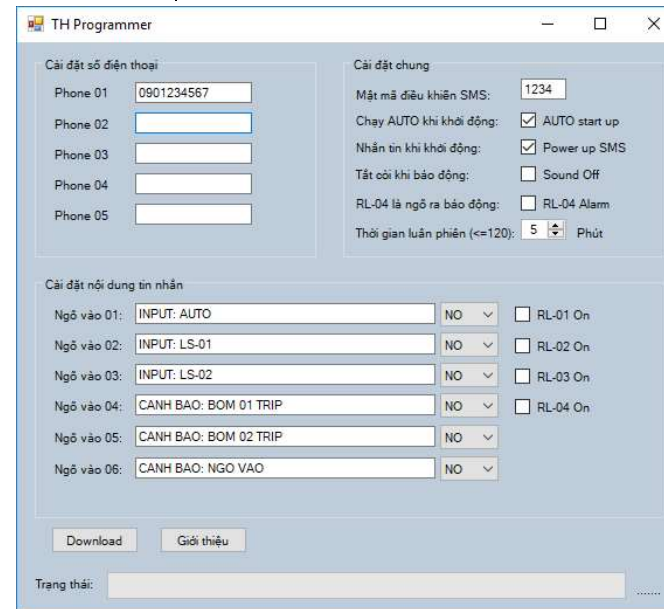 TH Programmer
Cài đặt số điện thoại
Phone 01 0901234567
Phone 02
Phone 03
Phone 04
Phone 05
Cài đặt chung
Mật mã điều khiển SMS: 1234
Chạy AUTO khi khởi động: AUTO start up
Nhắn tin khi khởi động: Power up SMS
Tắt còi khi báo động: Sound Off
RL-04 là ngõ ra báo động: RL-04 Alarm
Thời gian luân phiên (<=120): 5 Phút
Cài đặt nội dung tin nhắn
Ngõ vào 01: INPUT: AUTO NO RL-01 On
Ngõ vào 02: INPUT: LS-01 NO RL-02 On
Ngõ vào 03: INPUT: LS-02 NO RL-03 On
Ngõ vào 04: CANH BAO: BOM 01 TRIP NO RL-04 On
Ngõ vào 05: CANH BAO: BOM 02 TRIP NO
Ngõ vào 06: CANH BAO: NGO VAO NO
Download Giới thiệu
Trạng thái: .......